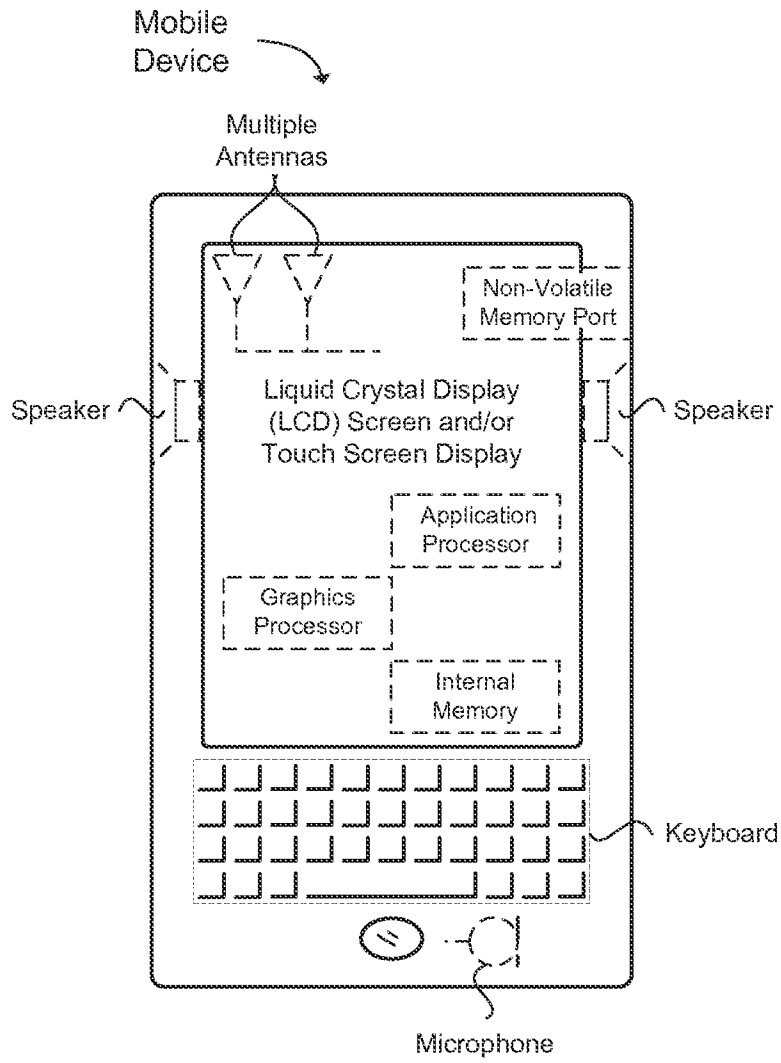 Mobile
Device
Multiple
Antennas
Non-Volatile
Memory Port
Speaker
Liquid Crystal Display
(LCD) Screen and/or
Touch Screen Display
Speaker
Application
Processor
Graphics
Processor
Internal
Memory
Keyboard
Microphone